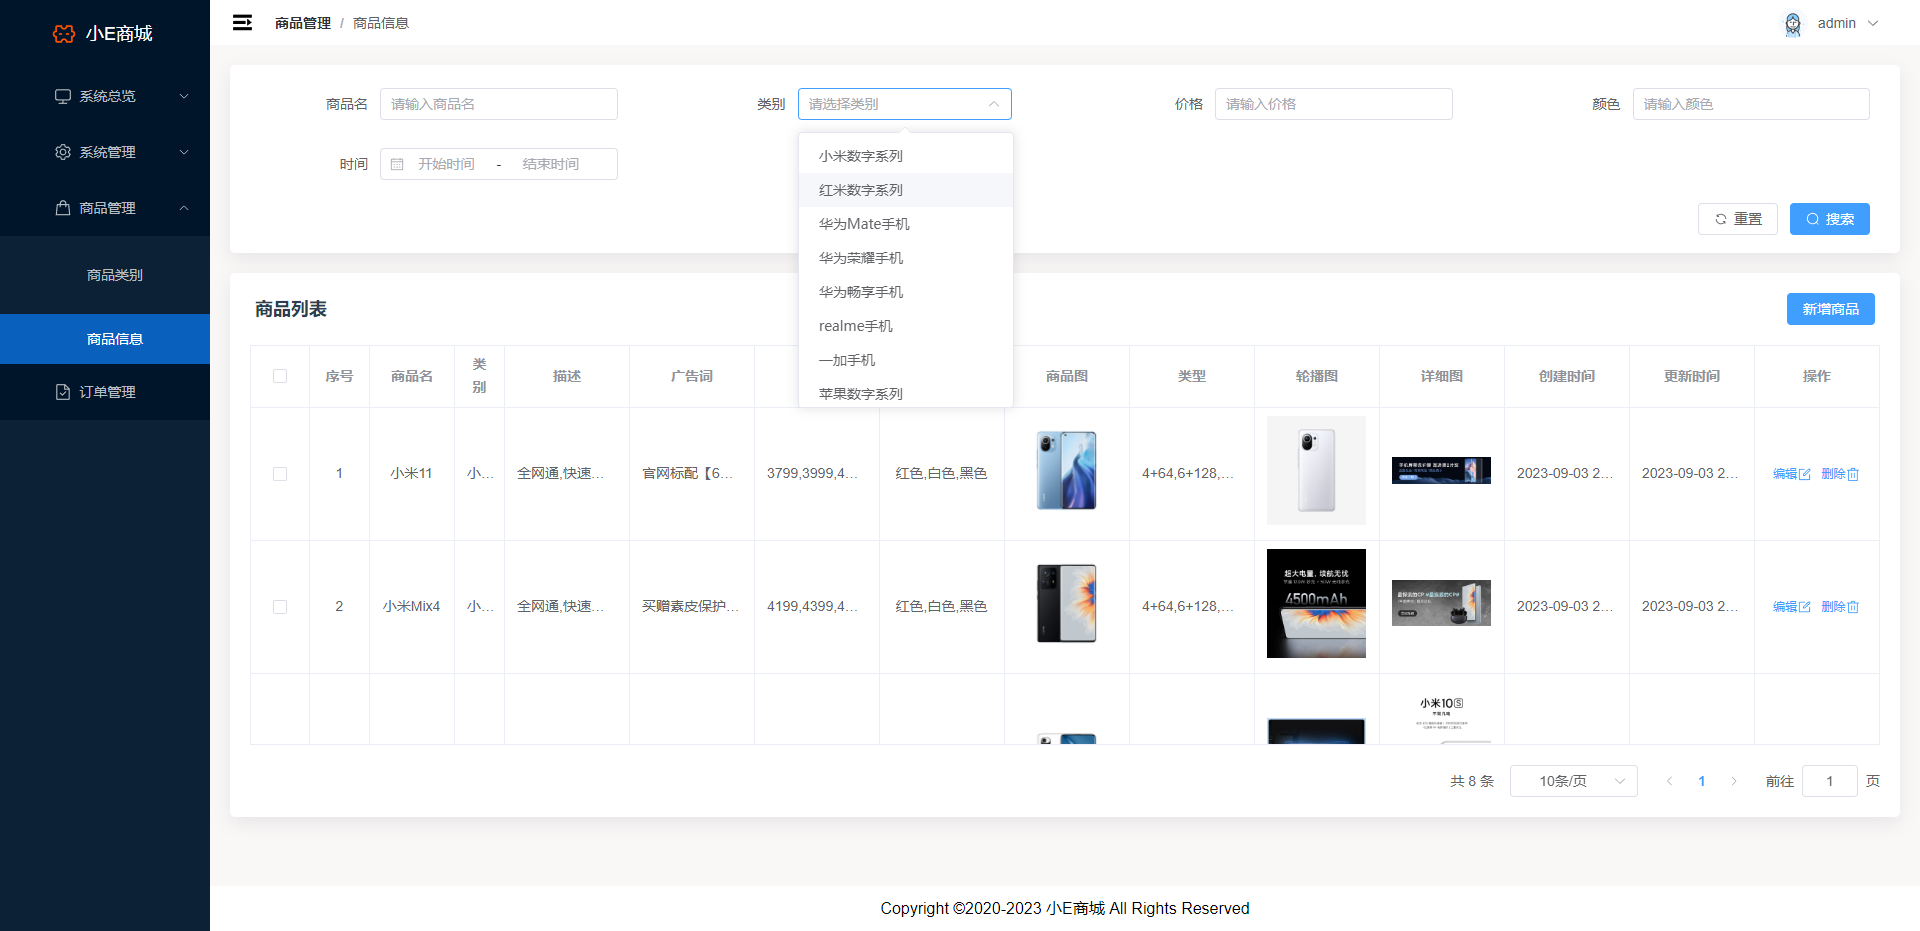 小E商城
商品管理 / 商品信息
admin
系统总览
系统管理
商品管理
商品类别
商品信息
订单管理
商品名 请输入商品名
类别 请选择类别
价格 请输入价格
颜色 请输入颜色
时间 开始时间 - 结束时间
小米数字系列
红米数字系列
华为Mate手机
华为荣耀手机
华为畅享手机
realme手机
一加手机
苹果数字系列
重置 搜索
商品列表
新增商品
序号 商品名 类别 描述 广告词 商品图 类型 轮播图 详细图 创建时间 更新时间 操作
1 小米11 小... 全网通,快速... 官网标配【6... 3799,3999,4... 红色,白色,黑色 4+64,6+128,... 2023-09-03 2... 2023-09-03 2... 编辑 删除
2 小米Mix4 小... 全网通,快速... 买赠素皮保护... 4199,4399,4... 红色,白色,黑色 4+64,6+128,... 2023-09-03 2... 2023-09-03 2... 编辑 删除
超大电量，续航无忧
4500mAh
小米10S
共 8 条 10条/页 1 前往 1 页
Copyright ©2020-2023 小E商城 All Rights Reserved